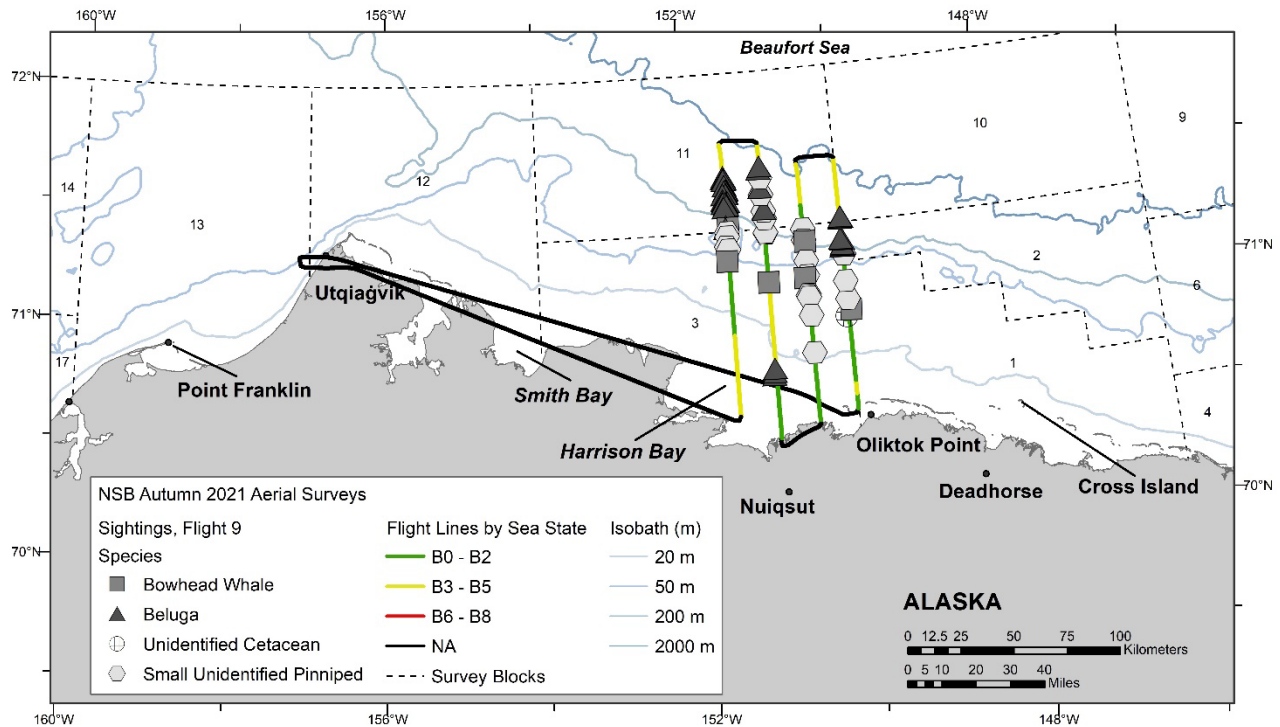 160°W 156°W 152°W 148°W
Beaufort Sea
72°N
9
10
11
14
12
13
71°N
2
6
Utqiaġvik
71°N
3
17
1
Point Franklin
Smith Bay
4
Harrison Bay
Oliktok Point
70°N
Deadhorse
Cross Island
Nuiqsut
NSB Autumn 2021 Aerial Surveys
Sightings, Flight 9
Species
Bowhead Whale
Beluga
Unidentified Cetacean
Small Unidentified Pinniped
Flight Lines by Sea State
B0 - B2
B3 - B5
B6 - B8
NA
Survey Blocks
Isobath (m)
20 m
50 m
200 m
2000 m
70°N
ALASKA
0 12.5 25 50 75 100
Kilometers
0 5 10 20 30 40
Miles
160°W 156°W 152°W 148°W